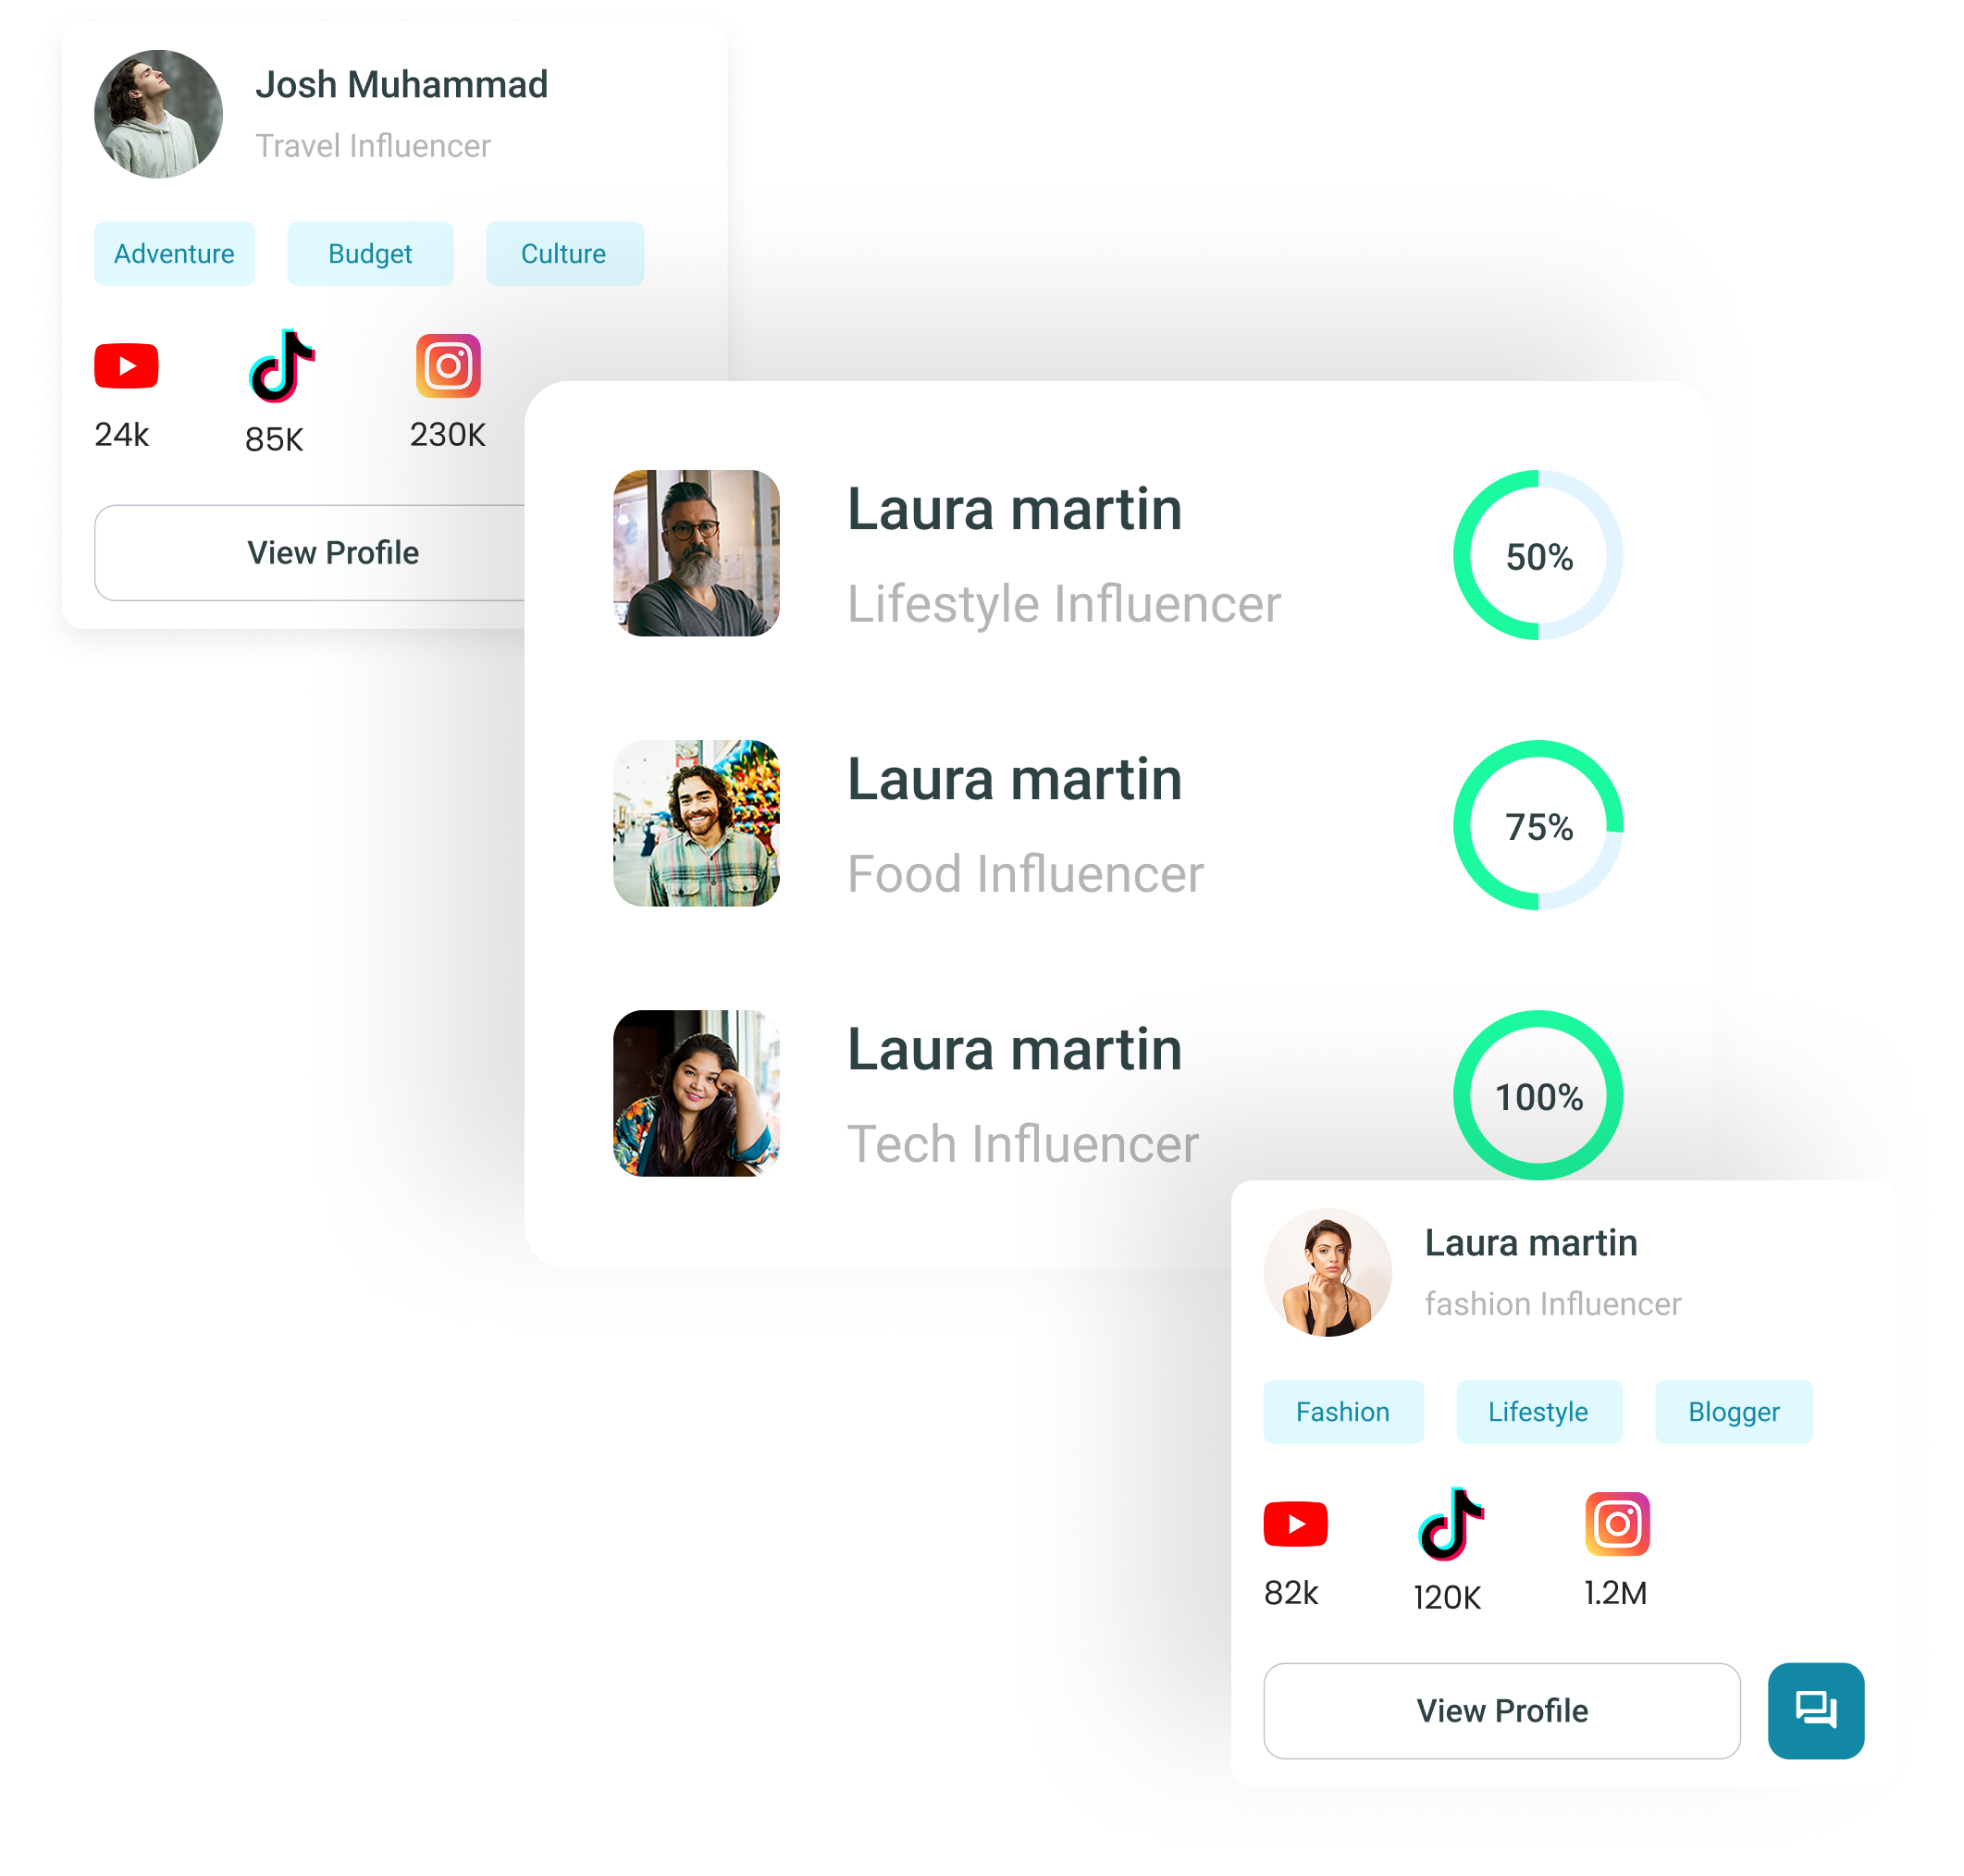 Josh Muhammad
Travel Influencer
Adventure Budget Culture
24k 85K 230K
View Profile
Laura martin
Lifestyle Influencer
50%
Laura martin
Food Influencer
75%
Laura martin
Tech Influencer
100%
Laura martin
fashion Influencer
Fashion Lifestyle Blogger
82k 120K 1.2M
View Profile